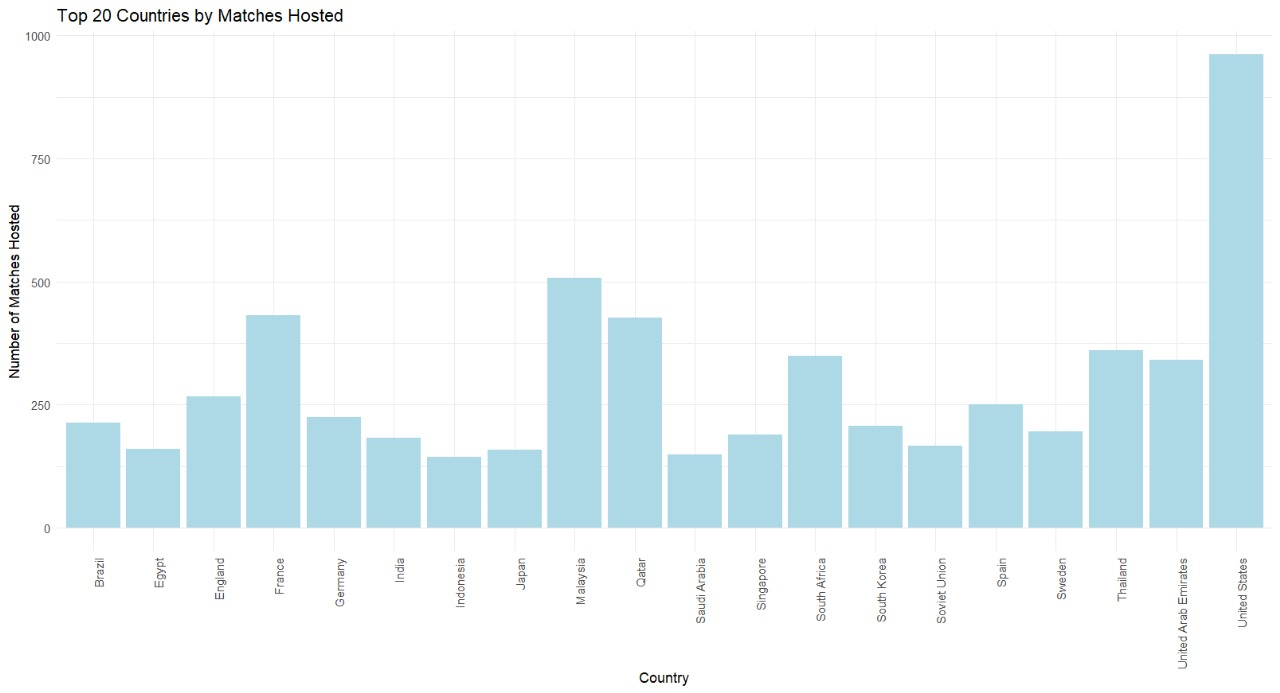 Top 20 Countries by Matches Hosted
Number of Matches Hosted
1000
750
500
250
0
Brazil
Egypt
England
France
Germany
India
Indonesia
Japan
Malaysia
Qatar
Saudi Arabia
Singapore
South Africa
South Korea
Soviet Union
Spain
Sweden
Thailand
United Arab Emirates
United States
Country